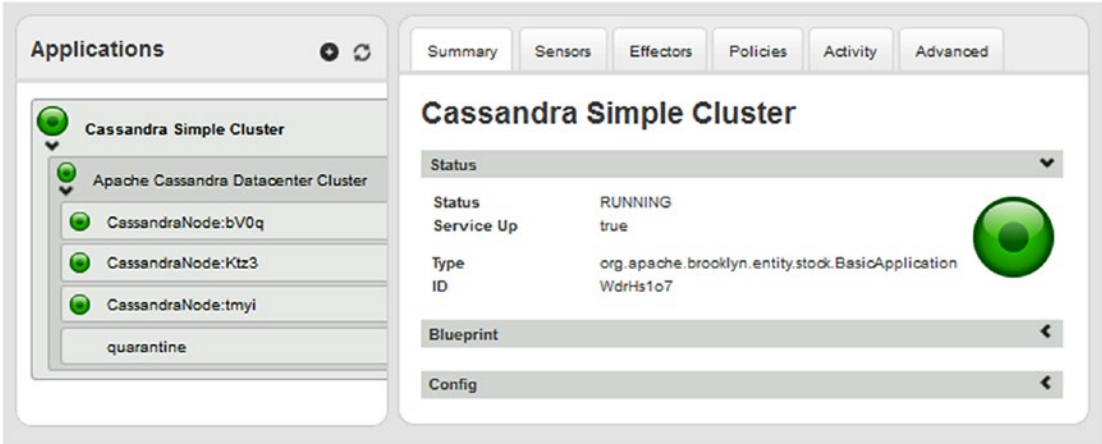 Applications
Cassandra Simple Cluster
Apache Cassandra Datacenter Cluster
CassandraNode:bV0q
CassandraNode:Ktz3
CassandraNode:tmyi
quarantine
Summary Sensors Effectors Policies Activity Advanced
Cassandra Simple Cluster
Status
Status RUNNING
Service Up true
Type org.apache.brooklyn.entity.stock.BasicApplication
ID WdrHs1o7
Blueprint
Config